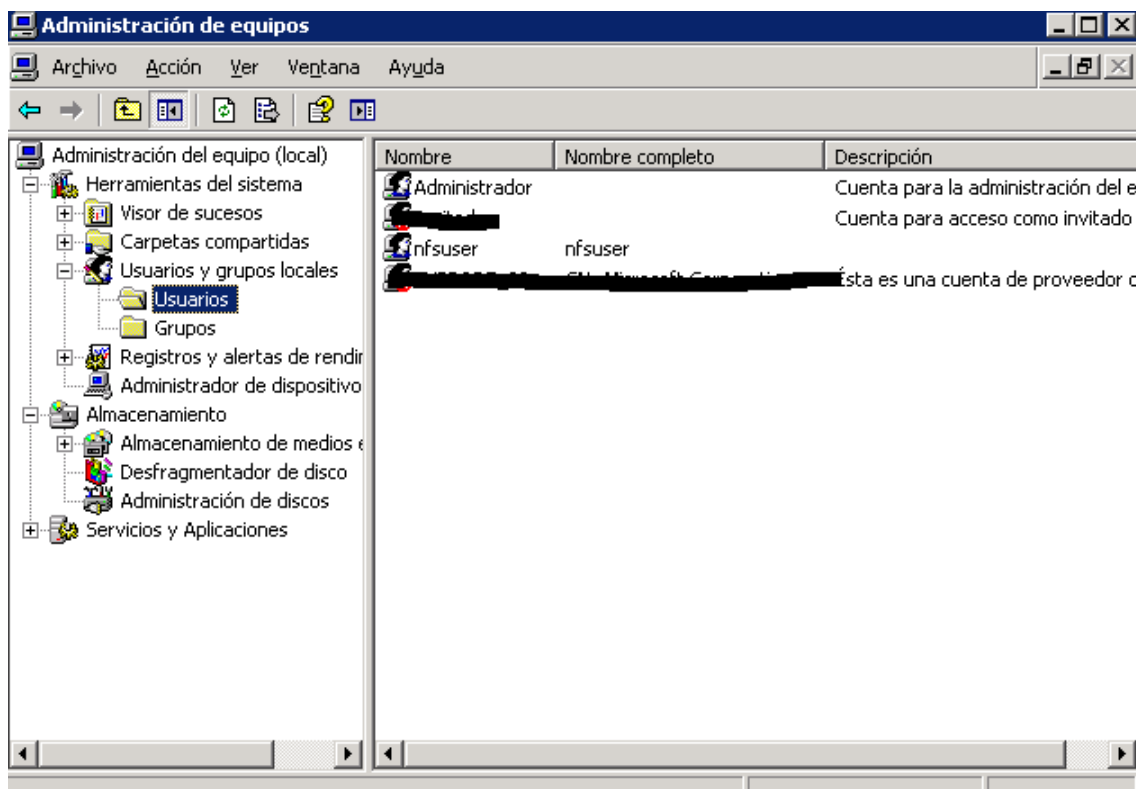 Administración de equipos
Archivo Acción Ver Ventana Ayuda
Administración del equipo (local)
Herramientas del sistema
Visor de sucesos
Carpetas compartidas
Usuarios y grupos locales
Usuarios
Grupos
Registros y alertas de rendir
Administrador de dispositivo
Almacenamiento
Almacenamiento de medios e
Desfragmentador de disco
Administración de discos
Servicios y Aplicaciones
Nombre Nombre completo Descripción
Administrador Cuenta para la administración del e
Cuenta para acceso como invitado
nfsuser nfsuser
Ésta es una cuenta de proveedor c